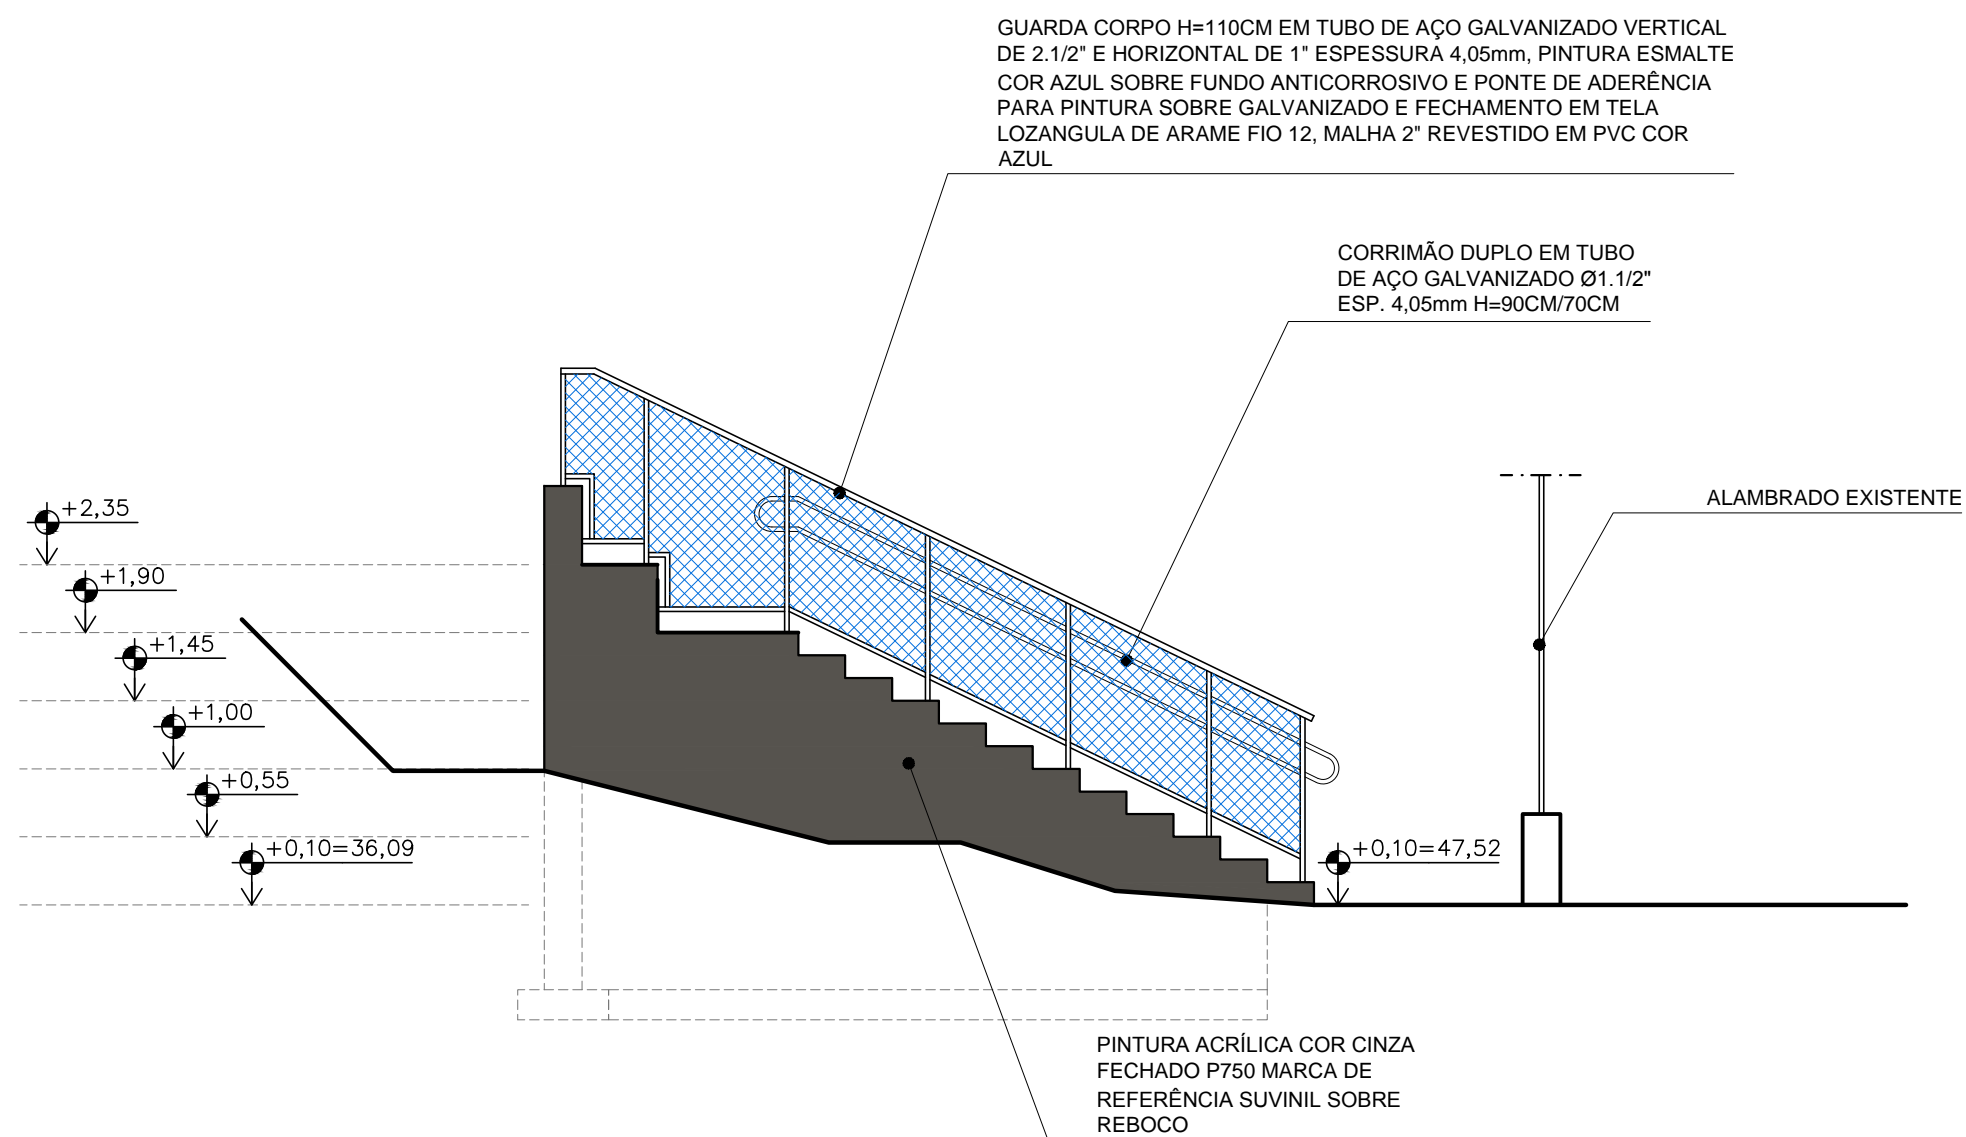 GUARDA CORPO H=110CM EM TUBO DE AÇO GALVANIZADO VERTICAL
DE 2.1/2" E HORIZONTAL DE 1" ESPESSURA 4,05mm, PINTURA ESMALTE
COR AZUL SOBRE FUNDO ANTICORROSIVO E PONTE DE ADERÊNCIA
PARA PINTURA SOBRE GALVANIZADO E FECHAMENTO EM TELA
LOZANGULA DE ARAME FIO 12, MALHA 2" REVESTIDO EM PVC COR
AZUL
CORRIMÃO DUPLO EM TUBO
DE AÇO GALVANIZADO Ø1.1/2"
ESP. 4,05mm H=90CM/70CM
ALAMBRADO EXISTENTE
+2,35
+1,90
+1,45
+1,00
+0,55
+0,10=36,09
+0,10=47,52
PINTURA ACRÍLICA COR CINZA
FECHADO P750 MARCA DE
REFERÊNCIA SUVINIL SOBRE
REBOCO